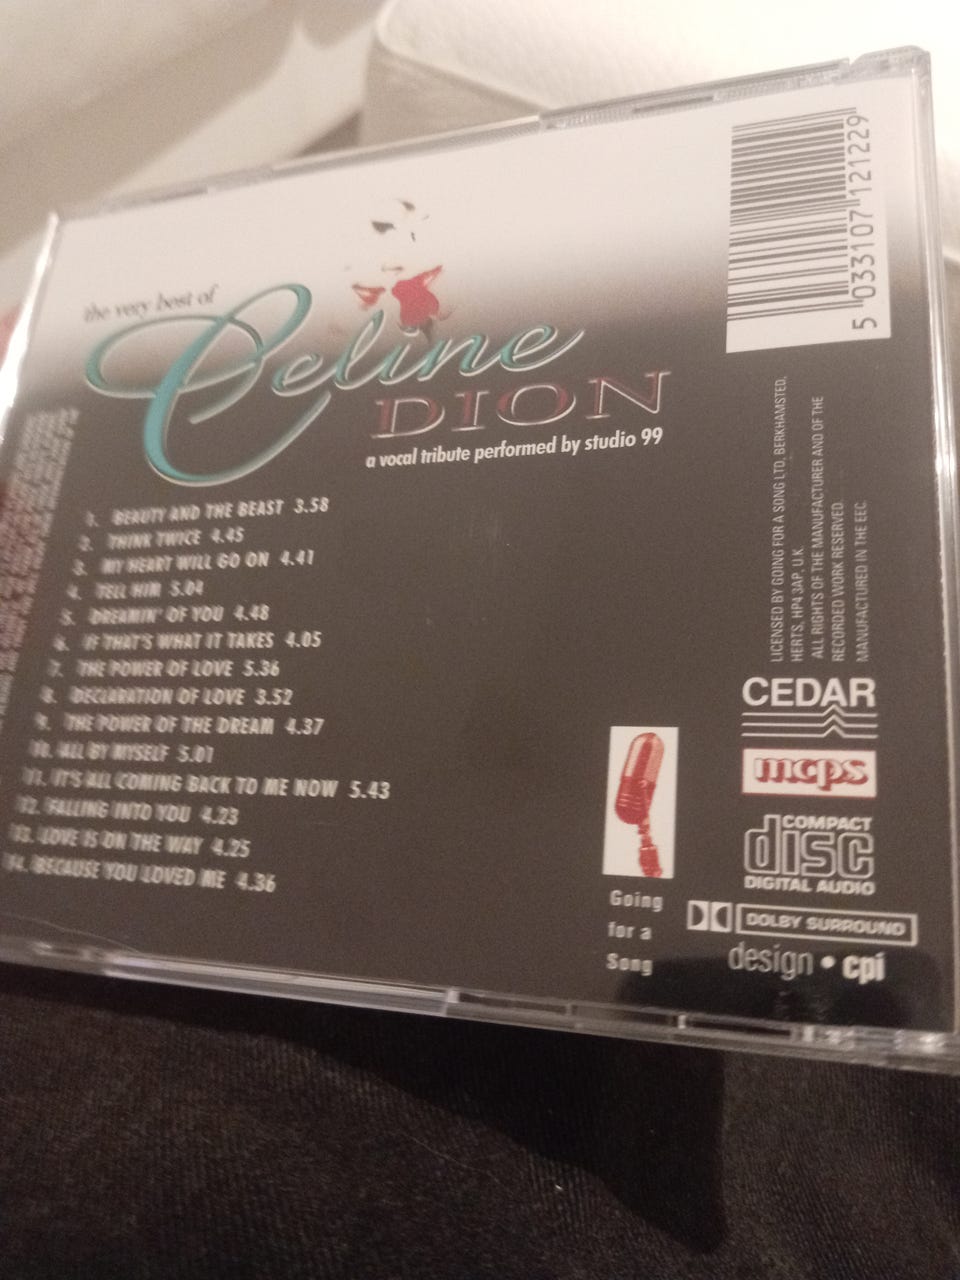 the very best of
Celine
DION
a vocal tribute performed by studio 99
1. BEAUTY AND THE BEAST 3.58
2. THINK TWICE 4.45
3. MY HEART WILL GO ON 4.41
4. TELL HIM 5.04
5. DREAMIN' OF YOU 4.48
6. IF THAT'S WHAT IT TAKES 4.05
7. THE POWER OF LOVE 5.36
8. DECLARATION OF LOVE 3.52
9. THE POWER OF THE DREAM 4.37
10. ALL BY MYSELF 5.01
11. IT'S ALL COMING BACK TO ME NOW 5.43
12. FALLING INTO YOU 4.23
13. LOVE IS ON THE WAY 4.25
14. BECAUSE YOU LOVED ME 4.36
5 033107 121229
LICENSED BY GOING FOR A SONG LTD, BERKHAMSTED,
HERTS, HP4 3AP, U.K.
ALL RIGHTS OF THE MANUFACTURER AND OF THE
RECORDED WORK RESERVED.
MANUFACTURED IN THE EEC
CEDAR
mcps
COMPACT
disc
DIGITAL AUDIO
DOLBY SURROUND
design • cpi
Going
for a
Song